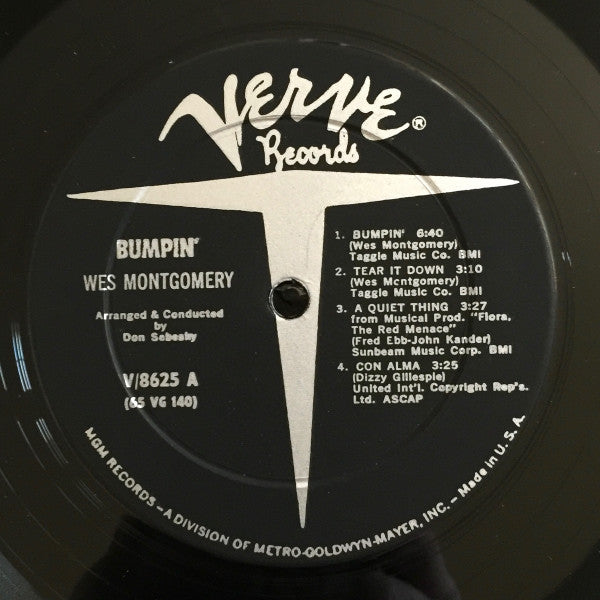 VERVE®
Records
BUMPIN'
WES MONTGOMERY
Arranged & Conducted
by
Don Sebesky
V/8625 A
(65 VG 140)
1. BUMPIN' 6:40
(Wes Montgomery)
Taggie Music Co. BMI
2. TEAR IT DOWN 3:10
(Wes Montgomery)
Taggie Music Co. BMI
3. A QUIET THING 3:27
from Musical Prod. "Flora,
The Red Menace"
(Fred Ebb-John Kander)
Sunbeam Music Corp. BMI
4. CON ALMA 3:25
(Dizzy Gillespie)
United Int'l. Copyright Rep's.
Ltd. ASCAP
MGM RECORDS – A DIVISION OF METRO-GOLDWYN-MAYER, INC. – Made in U. S. A.